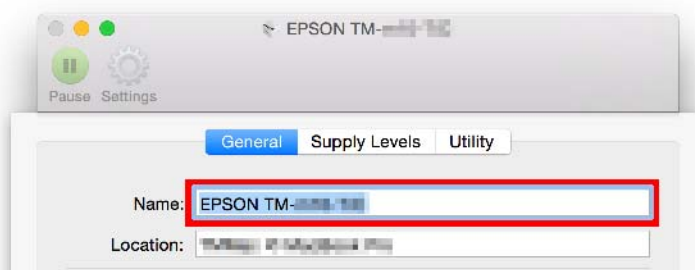 EPSON TM-
Pause Settings
General Supply Levels Utility
Name: EPSON TM-
Location: